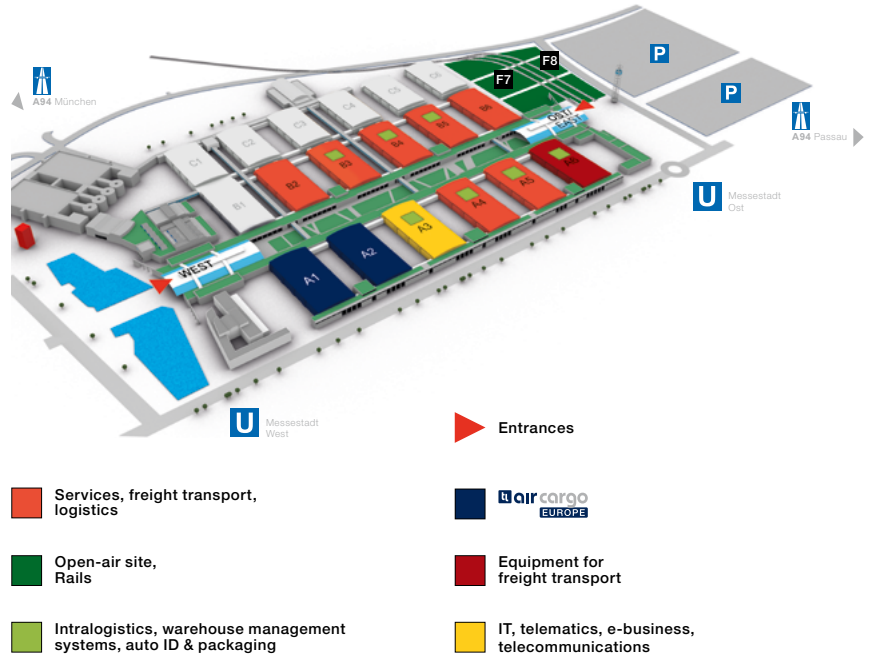 P
F8
F7
P
A94 München
A94 Passau
C6
C5
C4
C3
C2
C1
B6
B5
B4
B3
B2
B1
OST/
EAST
A6
A5
A4
A3
A2
A1
WEST
U Messestadt
Ost
U Messestadt
West
Entrances
Services, freight transport,
logistics
air cargo
EUROPE
Open-air site,
Rails
Equipment for
freight transport
Intralogistics, warehouse management
systems, auto ID & packaging
IT, telematics, e-business,
telecommunications